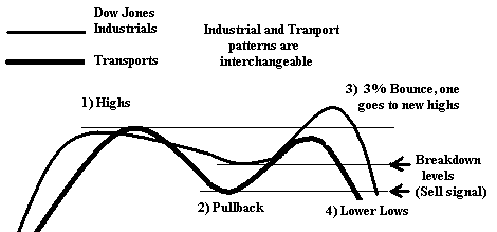 Dow Jones
Industrials
Transports
Industrial and Tranport
patterns are
interchangeable
1) Highs
3) 3% Bounce, one
goes to new highs
Breakdown
levels
(Sell signal)
2) Pullback
4) Lower Lows